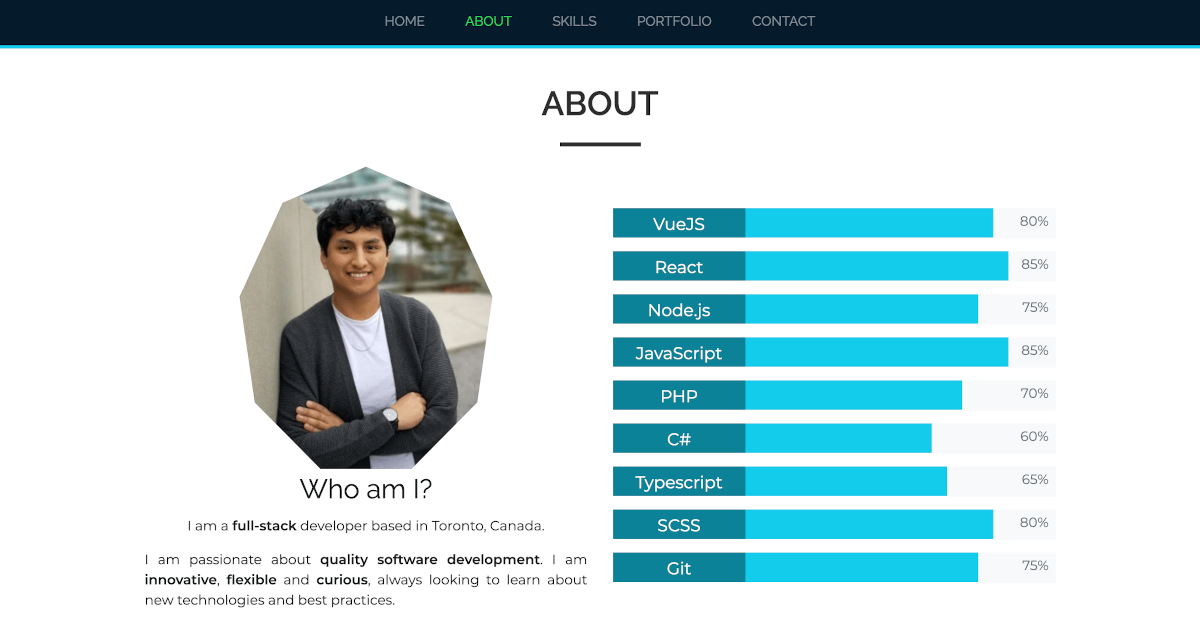 HOME ABOUT SKILLS PORTFOLIO CONTACT
ABOUT
Who am I?
I am a full-stack developer based in Toronto, Canada.
I am passionate about quality software development. I am
innovative, flexible and curious, always looking to learn about
new technologies and best practices.
VueJS 80%
React 85%
Node.js 75%
JavaScript 85%
PHP 70%
C# 60%
Typescript 65%
SCSS 80%
Git 75%